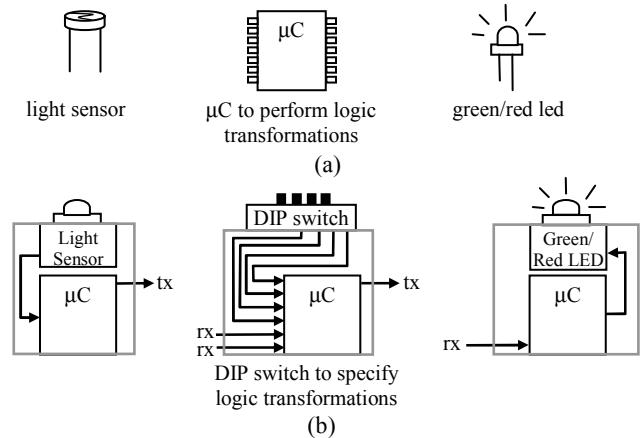 μC
light sensor
μC to perform logic
transformations
green/red led
(a)
Light
Sensor
μC
tx
DIP switch
μC
tx
rx
rx
DIP switch to specify
logic transformations
Green/
Red LED
μC
rx
(b)